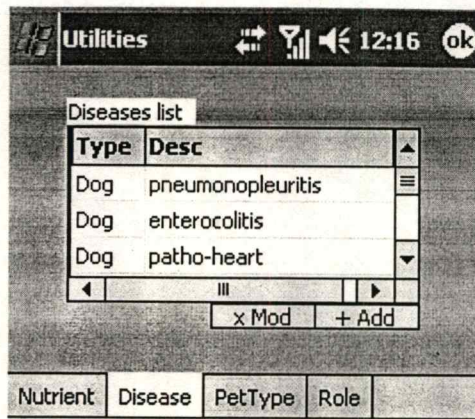 Utilities 12:16 ok
Diseases list
Type Desc
Dog pneumonopleuritis
Dog enterocolitis
Dog patho-heart
x Mod + Add
Nutrient Disease PetType Role